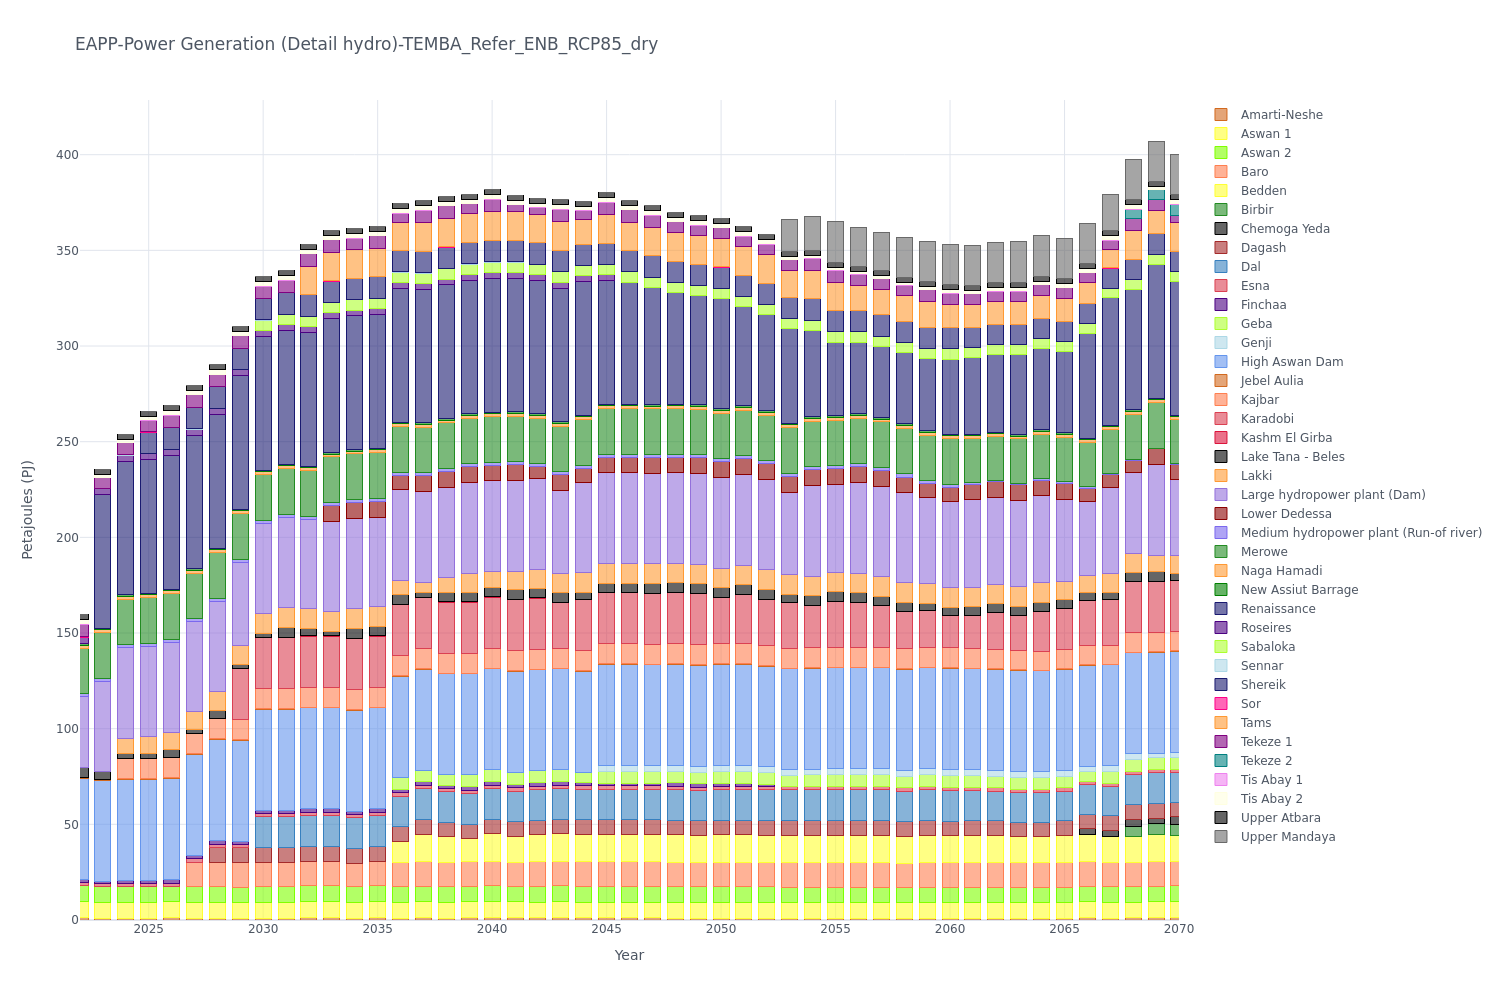 EAPP-Power Generation (Detail hydro)-TEMBA_Refer_ENB_RCP85_dry
Petajoules (PJ)
400
350
300
250
200
150
100
50
0
2025
2030
2035
2040
2045
2050
2055
2060
2065
2070
Year
Amarti-Neshe
Aswan 1
Aswan 2
Baro
Bedden
Birbir
Chemoga Yeda
Dagash
Dal
Esna
Finchaa
Geba
Genji
High Aswan Dam
Jebel Aulia
Kajbar
Karadobi
Kashm El Girba
Lake Tana - Beles
Lakki
Large hydropower plant (Dam)
Lower Dedessa
Medium hydropower plant (Run-of river)
Merowe
Naga Hamadi
New Assiut Barrage
Renaissance
Roseires
Sabaloka
Sennar
Shereik
Sor
Tams
Tekeze 1
Tekeze 2
Tis Abay 1
Tis Abay 2
Upper Atbara
Upper Mandaya